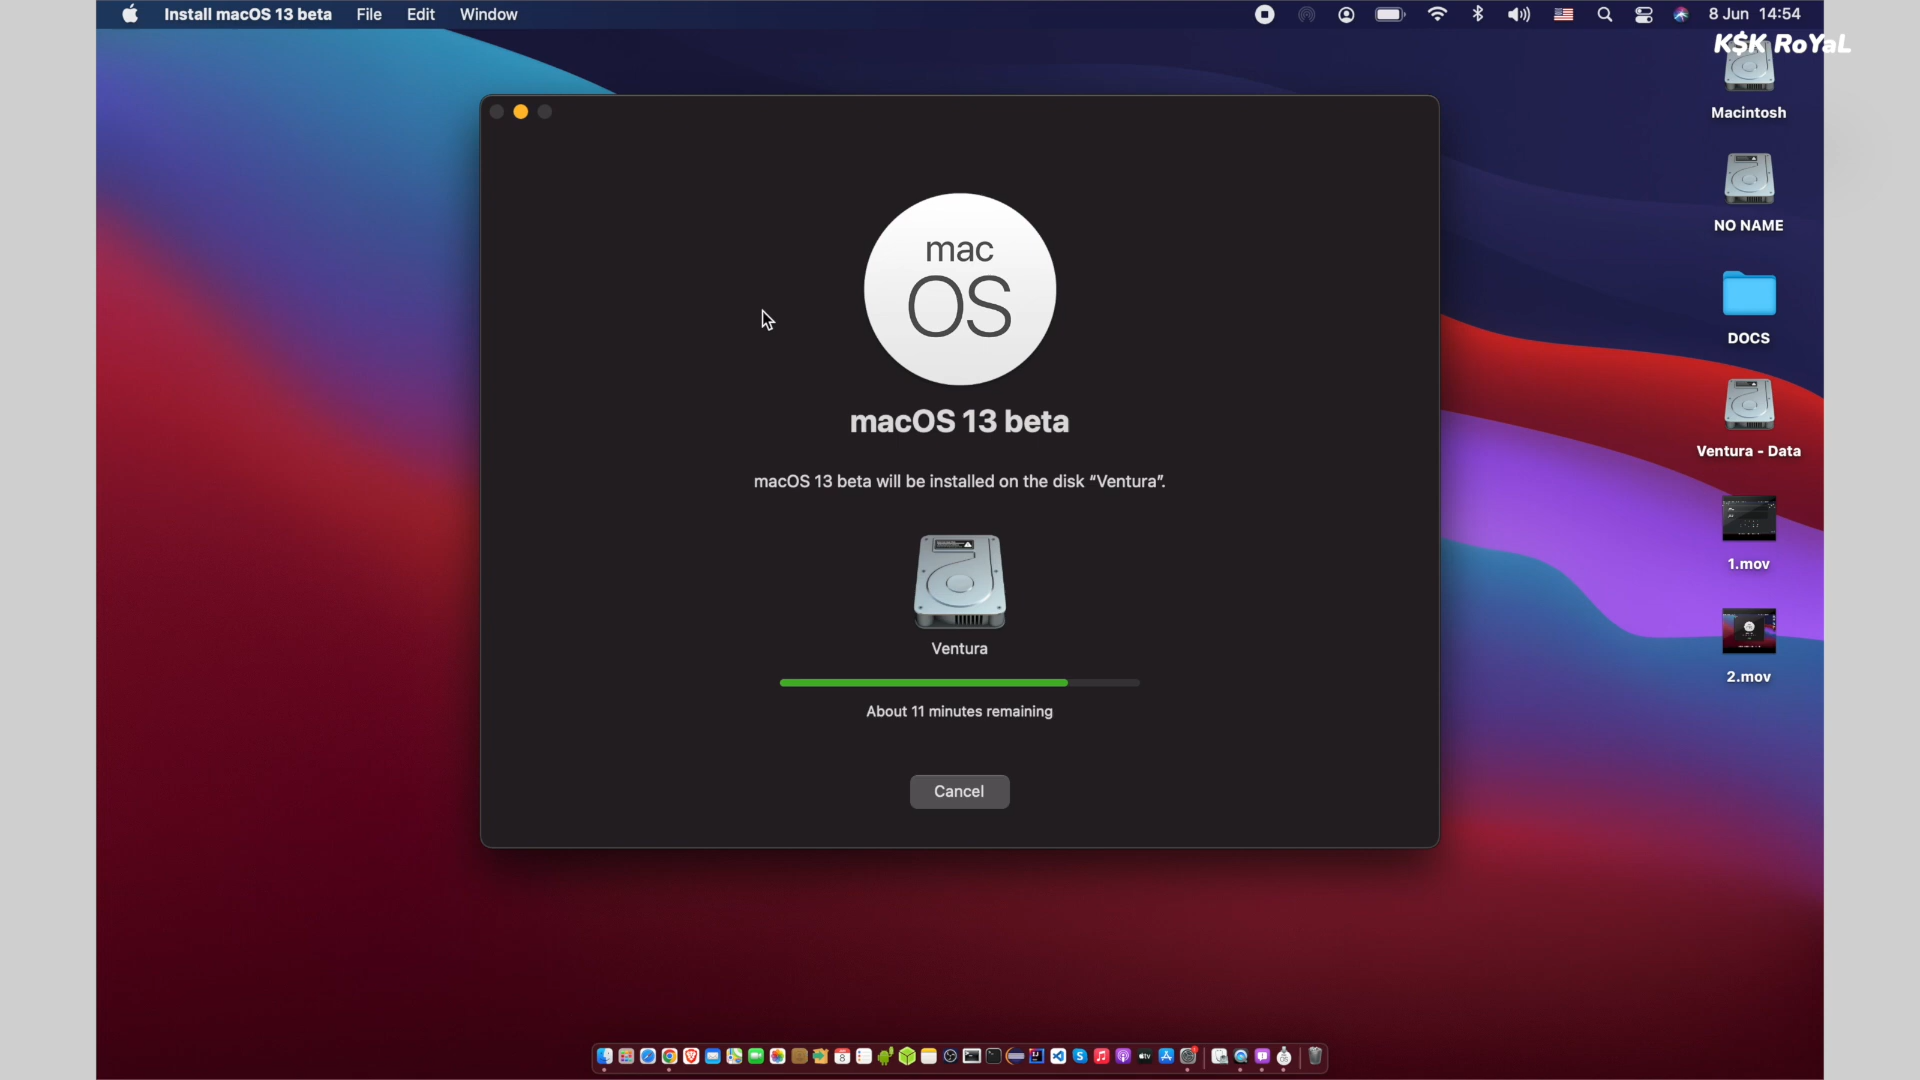 Install macOS 13 beta File Edit Window 8 Jun 14:54
K$K RoYaL
Macintosh
NO NAME
DOCS
Ventura - Data
1.mov
2.mov
mac
OS
macOS 13 beta
macOS 13 beta will be installed on the disk “Ventura”.
Ventura
About 11 minutes remaining
Cancel